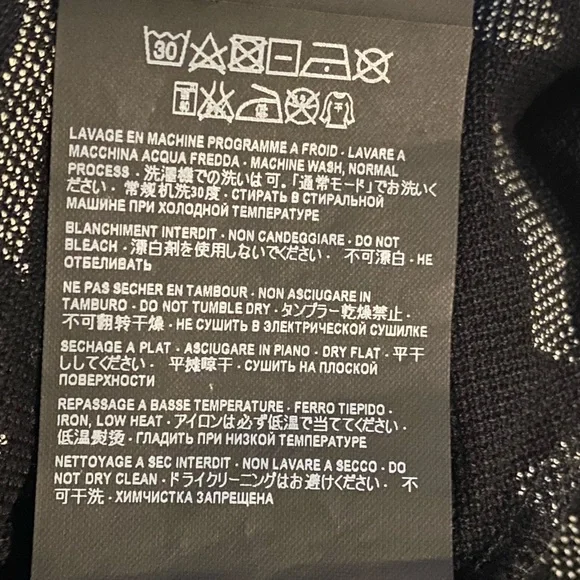 30
LAVAGE EN MACHINE PROGRAMME A FROID - LAVARE A
MACCHINA ACQUA FREDDA - MACHINE WASH, NORMAL
PROCESS - 洗濯機での洗いは可。「通常モード」でお洗いく
ださい - 常规机洗30度 - СТИРАТЬ В СТИРАЛЬНОЙ
МАШИНЕ ПРИ ХОЛОДНОЙ ТЕМПЕРАТУРЕ
BLANCHIMENT INTERDIT - NON CANDEGGIARE - DO NOT
BLEACH - 漂白剤を使用しないでください - 不可漂白 - НЕ
ОТБЕЛИВАТЬ
NE PAS SECHER EN TAMBOUR - NON ASCIUGARE IN
TAMBURO - DO NOT TUMBLE DRY - タンブラー乾燥禁止 -
不可翻转干燥 - НЕ СУШИТЬ В ЭЛЕКТРИЧЕСКОЙ СУШИЛКЕ
SECHAGE A PLAT - ASCIUGARE IN PIANO - DRY FLAT - 平干
ししてください - 平摊晾干 - СУШИТЬ НА ПЛОСКОЙ
ПОВЕРХНОСТИ
REPASSAGE A BASSE TEMPERATURE - FERRO TIEPIDO -
IRON, LOW HEAT - アイロンは必ず低温で当ててください -
低温熨烫 - ГЛАДИТЬ ПРИ НИЗКОЙ ТЕМПЕРАТУРЕ
NETTOYAGE A SEC INTERDIT - NON LAVARE A SECCO - DO
NOT DRY CLEAN - ドライクリーニングはお避けください - 不
可干洗 - ХИМЧИСТКА ЗАПРЕЩЕНА